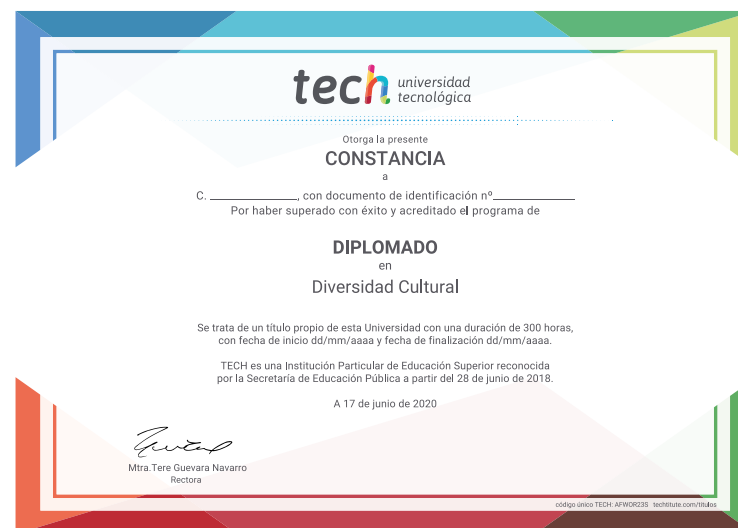 tech universidad
tecnológica
Otorga la presente
CONSTANCIA
a
C. ______________, con documento de identificación nº_____________
Por haber superado con éxito y acreditado el programa de
DIPLOMADO
en
Diversidad Cultural
Se trata de un título propio de esta Universidad con una duración de 300 horas,
con fecha de inicio dd/mm/aaaa y fecha de finalización dd/mm/aaaa.
TECH es una Institución Particular de Educación Superior reconocida
por la Secretaría de Educación Pública a partir del 28 de junio de 2018.
A 17 de junio de 2020
Mtra.Tere Guevara Navarro
Rectora
código único TECH: AFWOR23S techtitute.com/titulos